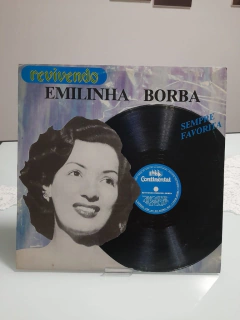 revivendo
EMILINHA BORBA
SEMPRE
FAVORITA
Continental